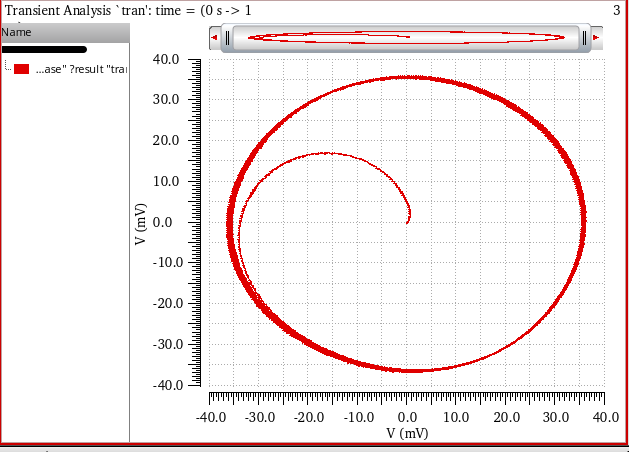 Transient Analysis `tran': time = (0 s -> 1
3
Name
...ase" ?result "tra
40.0
30.0
20.0
10.0
0.0
-10.0
-20.0
-30.0
-40.0
V (mV)
-40.0 -30.0 -20.0 -10.0 0.0 10.0 20.0 30.0 40.0
V (mV)